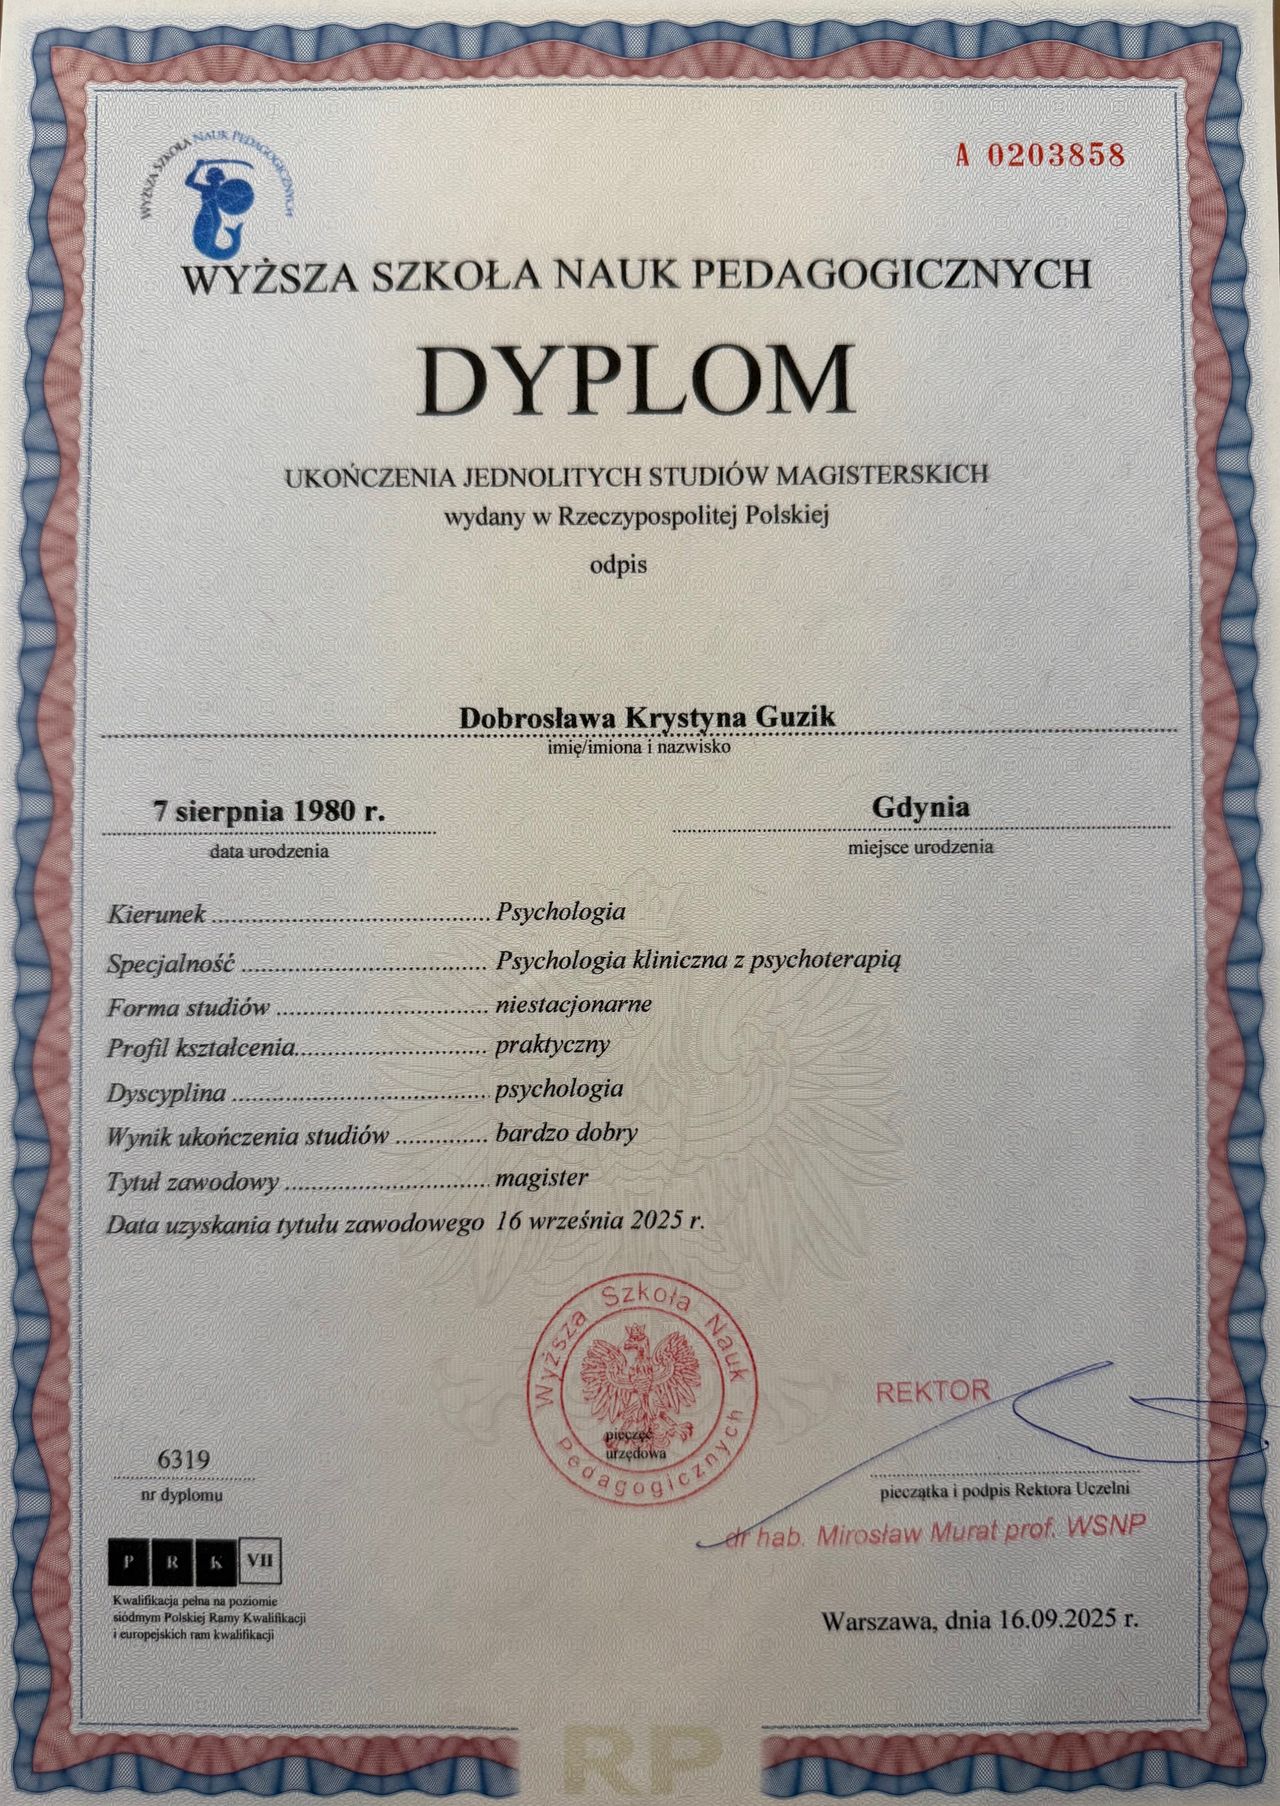 WYŻSZA SZKOŁA NAUK PEDAGOGICZNYCH
A 0203858
WYŻSZA SZKOŁA NAUK PEDAGOGICZNYCH
DYPLOM
UKOŃCZENIA JEDNOLITYCH STUDIÓW MAGISTERSKICH
wydany w Rzeczypospolitej Polskiej
odpis
Dobrosława Krystyna Guzik
imię/imiona i nazwisko
7 sierpnia 1980 r. Gdynia
data urodzenia miejsce urodzenia
Kierunek ........................................ Psychologia
Specjalność .................................... Psychologia kliniczna z psychoterapią
Forma studiów ................................ niestacjonarne
Profil kształcenia............................ praktyczny
Dyscyplina ...................................... psychologia
Wynik ukończenia studiów .............. bardzo dobry
Tytuł zawodowy .............................. magister
Data uzyskania tytułu zawodowego 16 września 2025 r.
Wyższa Szkoła Nauk Pedagogicznych
pieczęć
urzędowa
REKTOR
pieczątka i podpis Rektora Uczelni
dr hab. Mirosław Murat prof. WSNP
6319
nr dyplomu
P R K VII
Kwalifikacja pełna na poziomie
siódmym Polskiej Ramy Kwalifikacji
i europejskich ram kwalifikacji
Warszawa, dnia 16.09.2025 r.
RP